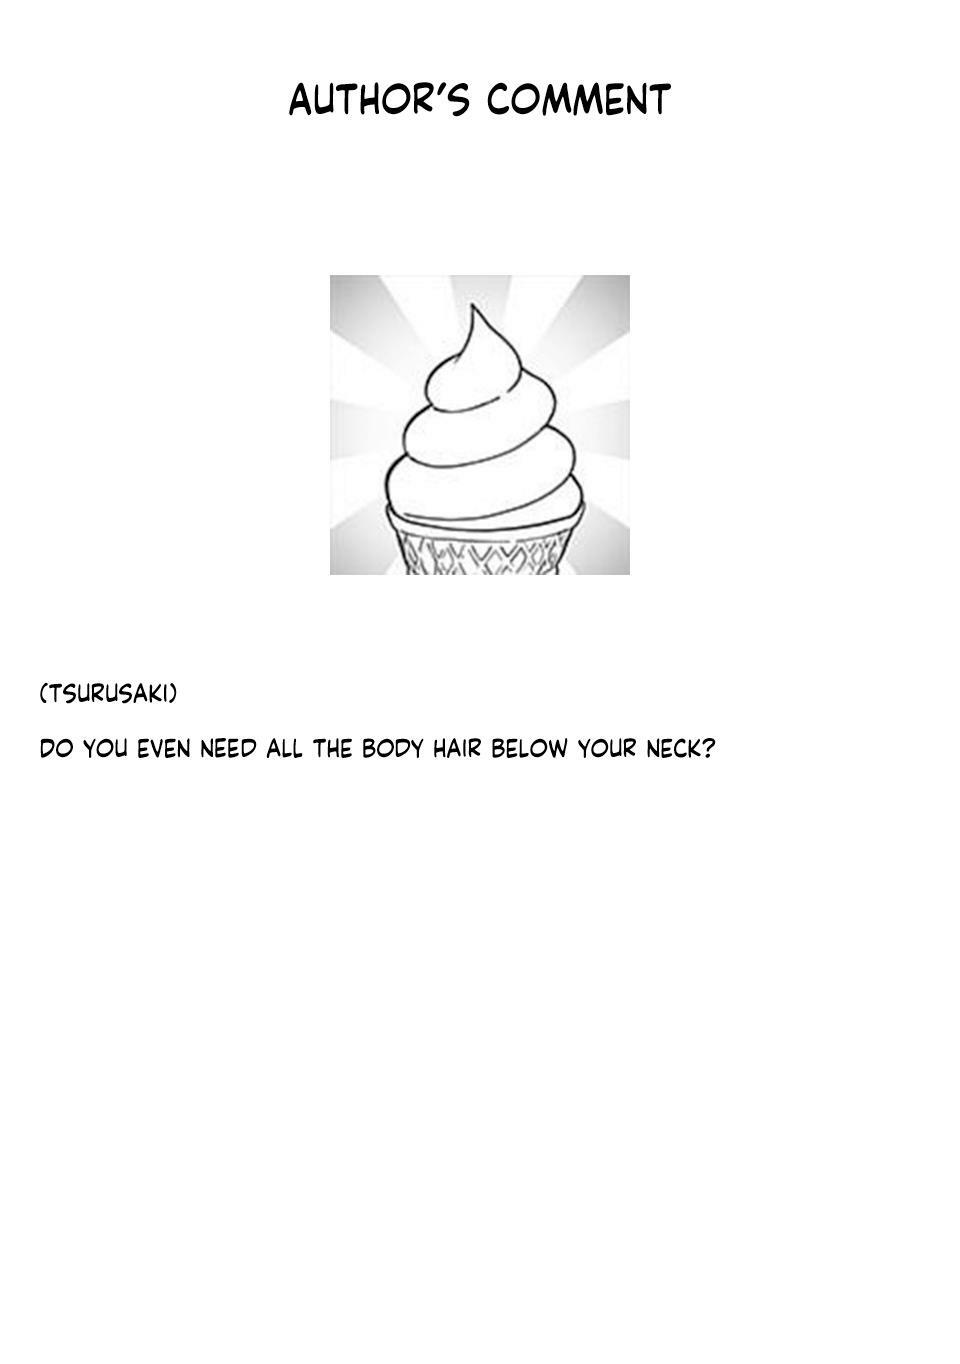 AUTHOR'S COMMENT
(TSURUSAKI)
DO YOU EVEN NEED ALL THE BODY HAIR BELOW YOUR NECK?